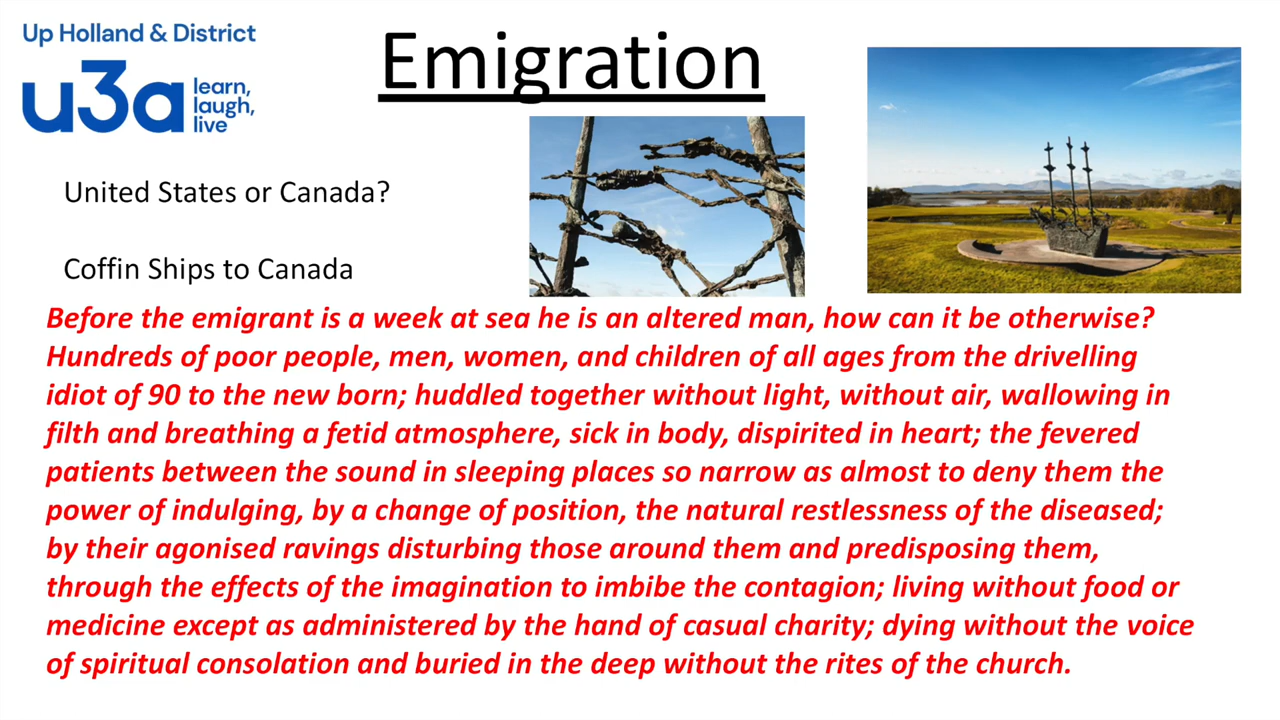 Up Holland & District
u3a
learn,
laugh,
live
Emigration
United States or Canada?
Coffin Ships to Canada
Before the emigrant is a week at sea he is an altered man, how can it be otherwise?
Hundreds of poor people, men, women, and children of all ages from the drivelling
idiot of 90 to the new born; huddled together without light, without air, wallowing in
filth and breathing a fetid atmosphere, sick in body, dispirited in heart; the fevered
patients between the sound in sleeping places so narrow as almost to deny them the
power of indulging, by a change of position, the natural restlessness of the diseased;
by their agonised ravings disturbing those around them and predisposing them,
through the effects of the imagination to imbibe the contagion; living without food or
medicine except as administered by the hand of casual charity; dying without the voice
of spiritual consolation and buried in the deep without the rites of the church.